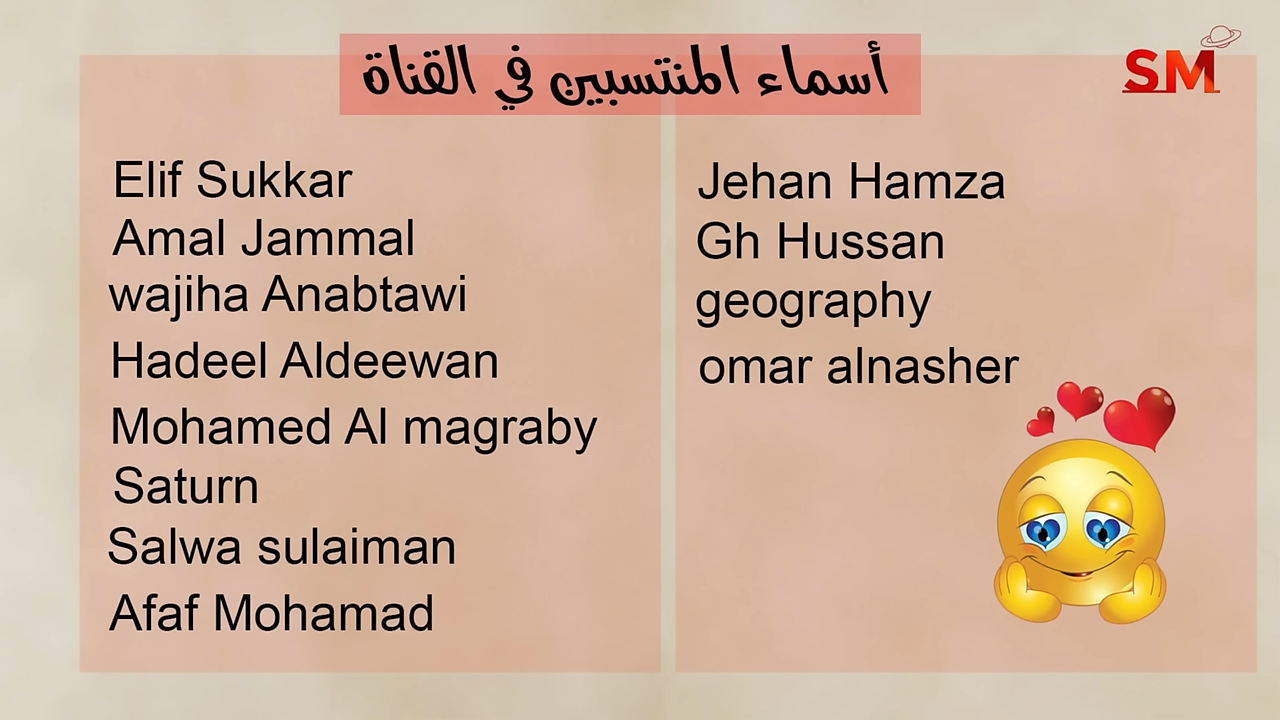 أسماء المنتسبين في القناة
SM
Elif Sukkar
Amal Jammal
wajiha Anabtawi
Hadeel Aldeewan
Mohamed Al magraby
Saturn
Salwa sulaiman
Afaf Mohamad
Jehan Hamza
Gh Hussan
geography
omar alnasher